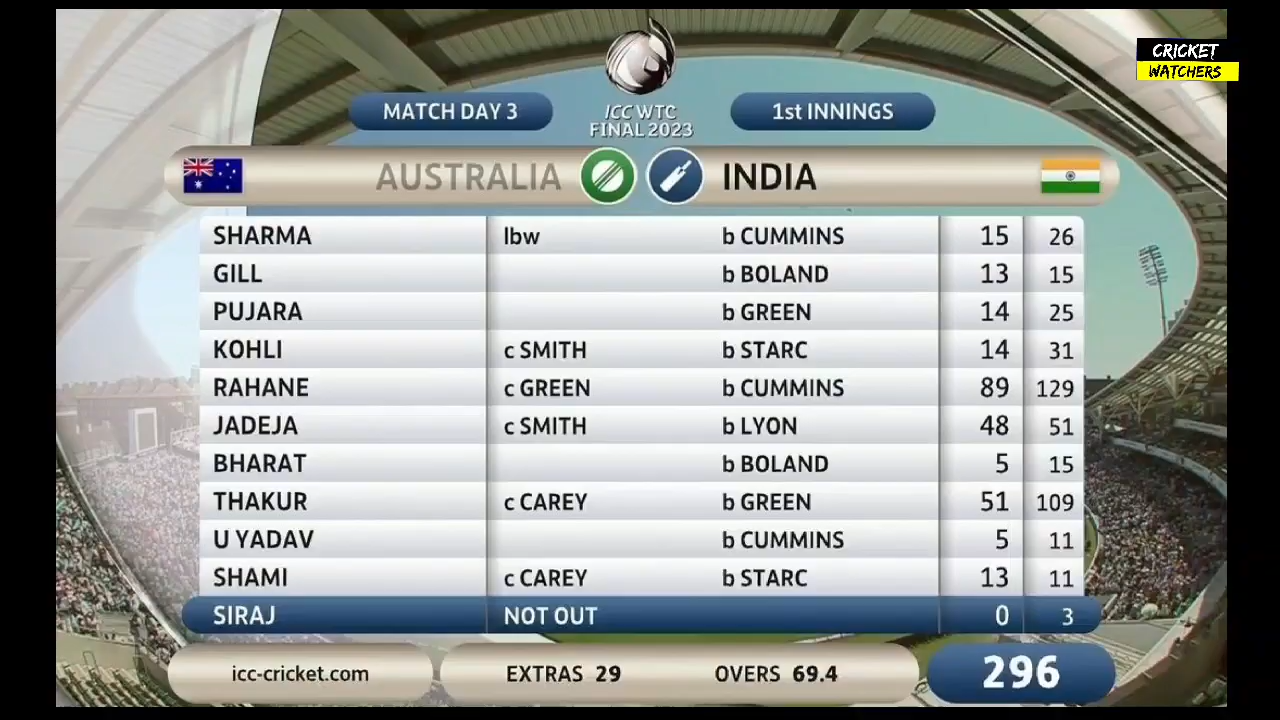 CRICKET
WATCHERS
ICC WTC
FINAL 2023
MATCH DAY 3 1st INNINGS
AUSTRALIA INDIA
SHARMA lbw b CUMMINS 15 26
GILL b BOLAND 13 15
PUJARA b GREEN 14 25
KOHLI c SMITH b STARC 14 31
RAHANE c GREEN b CUMMINS 89 129
JADEJA c SMITH b LYON 48 51
BHARAT b BOLAND 5 15
THAKUR c CAREY b GREEN 51 109
U YADAV b CUMMINS 5 11
SHAMI c CAREY b STARC 13 11
SIRAJ NOT OUT 0 3
icc-cricket.com EXTRAS 29 OVERS 69.4 296